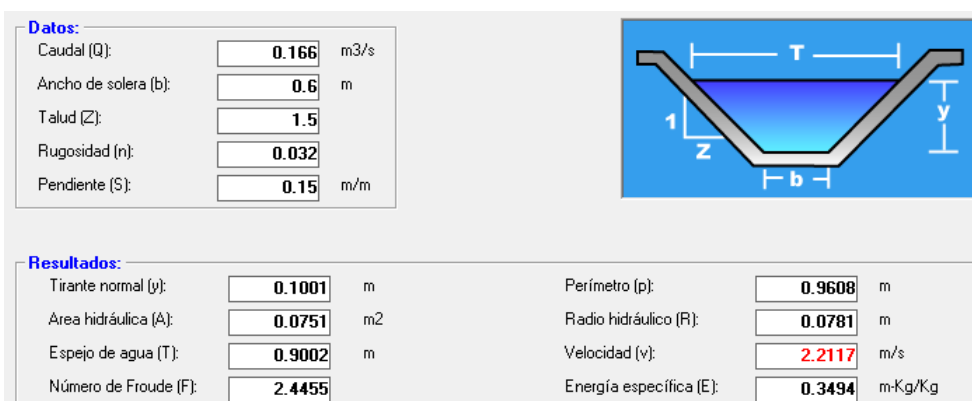 Datos:
Caudal (Q): 0.166 m3/s
Ancho de solera (b): 0.6 m
Talud (Z): 1.5
Rugosidad (n): 0.032
Pendiente (S): 0.15 m/m
T
1
Z
y
b
Resultados:
Tirante normal (y): 0.1001 m Perímetro (p): 0.9608 m
Area hidráulica (A): 0.0751 m2 Radio hidráulico (R): 0.0781 m
Espejo de agua (T): 0.9002 m Velocidad (v): 2.2117 m/s
Número de Froude (F): 2.4455 Energía específica (E): 0.3494 m-Kg/Kg